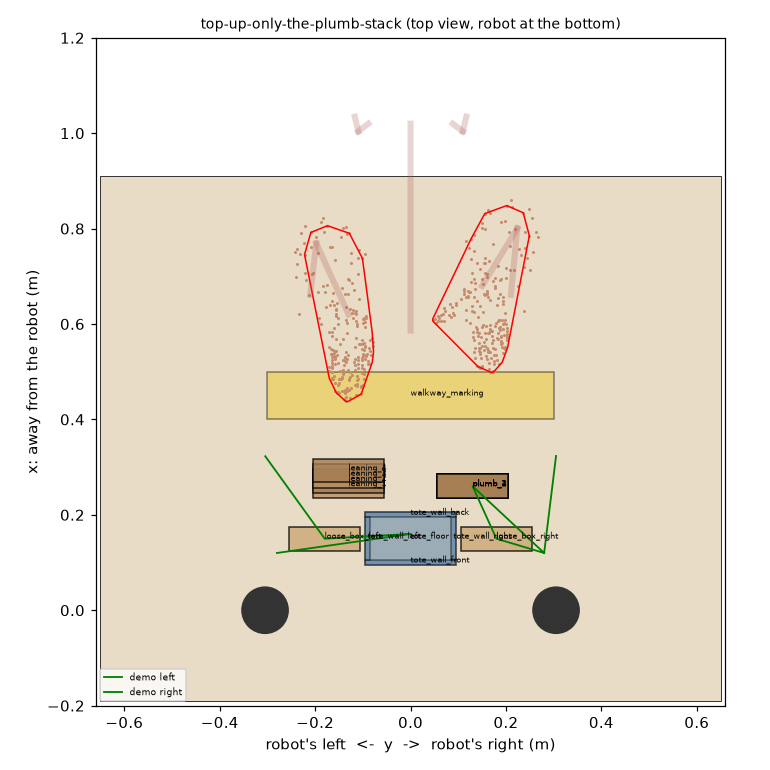 top-up-only-the-plumb-stack (top view, robot at the bottom)
x: away from the robot (m)
1.2
1.0
0.8
0.6
0.4
0.2
0.0
−0.2
walkway_marking
plumb_
tote_wall_back
loose_box_left
tote_floor
loose_box_right
tote_wall_front
demo left
demo right
−0.6
−0.4
−0.2
0.0
0.2
0.4
0.6
robot's left <- y -> robot's right (m)